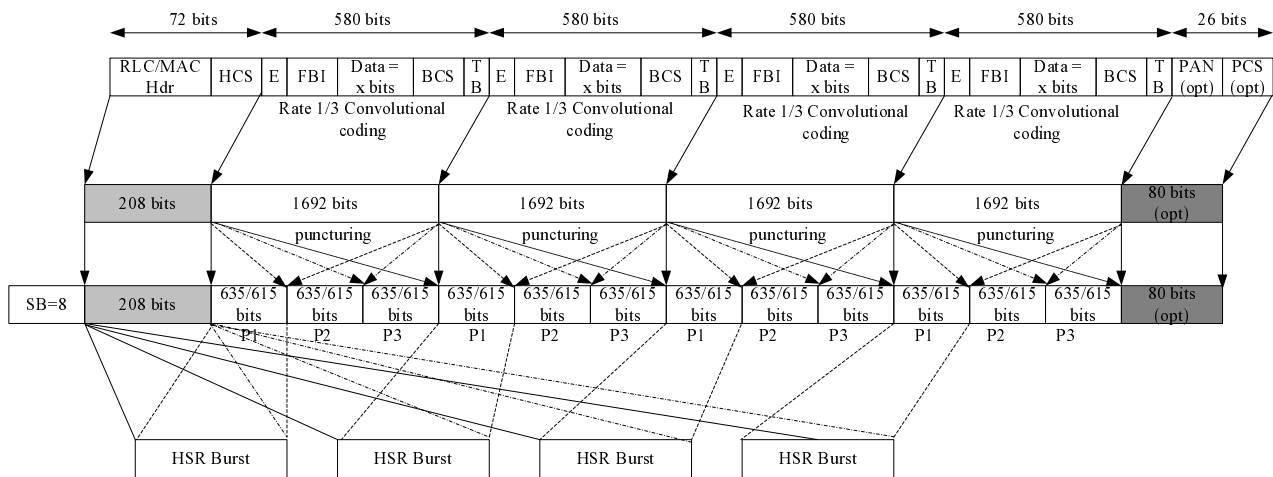 72 bits
580 bits
580 bits
580 bits
580 bits
26 bits
RLC/MAC
Hdr
HCS
E
FBI
Data =
x bits
BCS
T
B
E
FBI
Data =
x bits
BCS
T
B
E
FBI
Data =
x bits
BCS
T
B
E
FBI
Data =
x bits
BCS
T
B
PAN
(opt)
PCS
(opt)
Rate 1/3 Convolutional
coding
Rate 1/3 Convolutional
coding
Rate 1/3 Convolutional
coding
Rate 1/3 Convolutional
coding
208 bits
1692 bits
1692 bits
1692 bits
1692 bits
80 bits
(opt)
puncturing
puncturing
puncturing
puncturing
SB=8
208 bits
635/615
bits
635/615
bits
635/615
bits
635/615
bits
635/615
bits
635/615
bits
635/615
bits
635/615
bits
635/615
bits
635/615
bits
635/615
bits
635/615
bits
80 bits
(opt)
P1
P2
P3
P1
P2
P3
P1
P2
P3
P1
P2
P3
HSR Burst
HSR Burst
HSR Burst
HSR Burst